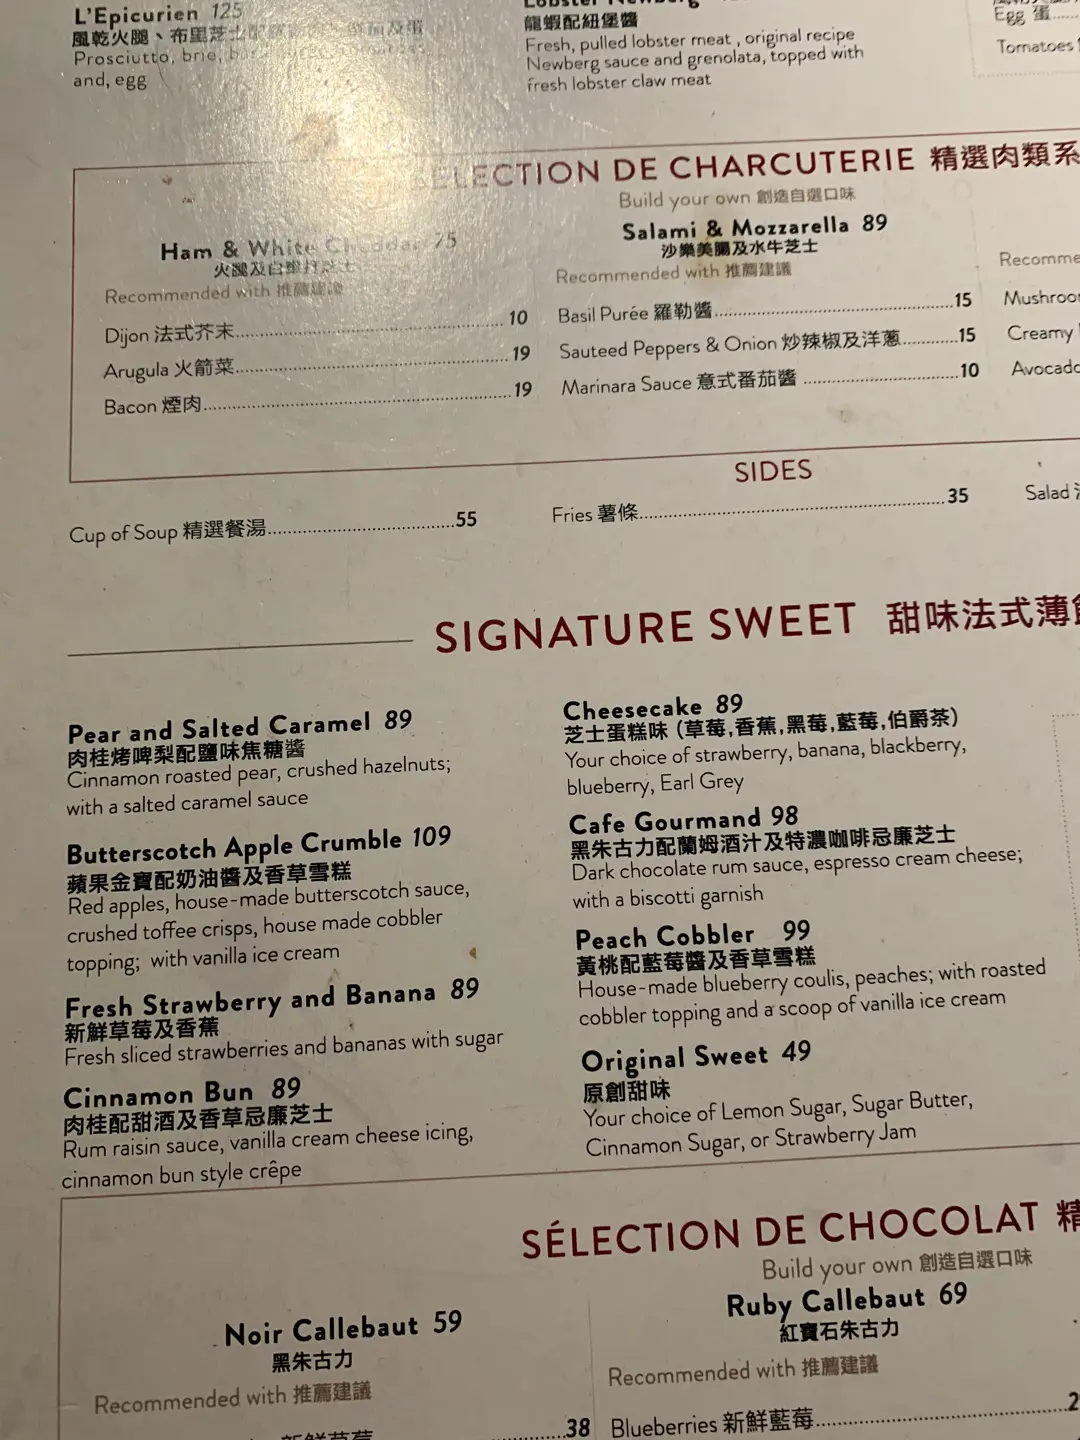 L'Epicurien 125
風乾火腿、布里芝士
Prosciutto, brie,
and, egg
Lobster Newberg
龍蝦配紐堡醬
Fresh, pulled lobster meat , original recipe
Newberg sauce and grenolata, topped with
fresh lobster claw meat
Egg 蛋
Tomatoes
SÉLECTION DE CHARCUTERIE 精選肉類系
Build your own 創造自選口味
Ham & White Cheddar 75
火腿及白車打芝士
Recommended with 推薦建議
Dijon 法式芥末 10
Arugula 火箭菜 19
Bacon 煙肉 19
Salami & Mozzarella 89
沙樂美腸及水牛芝士
Recommended with 推薦建議
Basil Purée 羅勒醬 15
Sauteed Peppers & Onion 炒辣椒及洋蔥 15
Marinara Sauce 意式番茄醬 10
Recomme
Mushroo
Creamy
Avocado
SIDES
Cup of Soup 精選餐湯 55
Fries 薯條 35
Salad
SIGNATURE SWEET 甜味法式薄
Pear and Salted Caramel 89
肉桂烤啤梨配鹽味焦糖醬
Cinnamon roasted pear, crushed hazelnuts;
with a salted caramel sauce
Butterscotch Apple Crumble 109
蘋果金寶配奶油醬及香草雪糕
Red apples, house-made butterscotch sauce,
crushed toffee crisps, house made cobbler
topping; with vanilla ice cream
Fresh Strawberry and Banana 89
新鮮草莓及香蕉
Fresh sliced strawberries and bananas with sugar
Cinnamon Bun 89
肉桂配甜酒及香草忌廉芝士
Rum raisin sauce, vanilla cream cheese icing,
cinnamon bun style crêpe
Cheesecake 89
芝士蛋糕味 (草莓,香蕉,黑莓,藍莓,伯爵茶)
Your choice of strawberry, banana, blackberry,
blueberry, Earl Grey
Cafe Gourmand 98
黑朱古力配蘭姆酒汁及特濃咖啡忌廉芝士
Dark chocolate rum sauce, espresso cream cheese;
with a biscotti garnish
Peach Cobbler 99
黃桃配藍莓醬及香草雪糕
House-made blueberry coulis, peaches; with roasted
cobbler topping and a scoop of vanilla ice cream
Original Sweet 49
原創甜味
Your choice of Lemon Sugar, Sugar Butter,
Cinnamon Sugar, or Strawberry Jam
SÉLECTION DE CHOCOLAT 精
Build your own 創造自選口味
Noir Callebaut 59
黑朱古力
Recommended with 推薦建議
新鮮草莓 38
Ruby Callebaut 69
紅寶石朱古力
Recommended with 推薦建議
Blueberries 新鮮藍莓 2